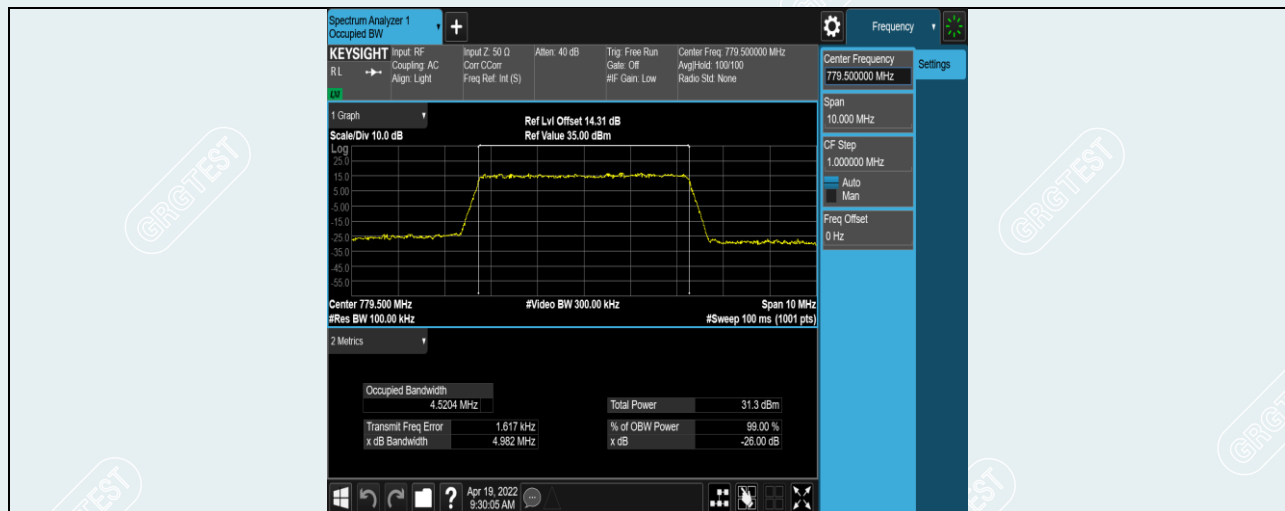 Spectrum Analyzer 1
Occupied BW
Frequency
KEYSIGHT Input: RF
RL
Coupling: AC
Align: Light
LXI
Input Z: 50 Ω
Corr CCorr
Freq Ref: Int (S)
Atten: 40 dB
Trig: Free Run
Gate: Off
#IF Gain: Low
Center Freq: 779.500000 MHz
Avg|Hold: 100/100
Radio Std: None
Center Frequency
779.500000 MHz
Settings
Span
10.000 MHz
CF Step
1.000000 MHz
Auto
Man
Freq Offset
0 Hz
1 Graph
Scale/Div 10.0 dB
Ref Lvl Offset 14.31 dB
Ref Value 35.00 dBm
Log
25.0
15.0
5.00
-5.00
-15.0
-25.0
-35.0
-45.0
-55.0
Center 779.500 MHz
#Video BW 300.00 kHz
Span 10 MHz
#Res BW 100.00 kHz
#Sweep 100 ms (1001 pts)
2 Metrics
Occupied Bandwidth
4.5204 MHz
Total Power 31.3 dBm
Transmit Freq Error 1.617 kHz
% of OBW Power 99.00 %
x dB Bandwidth 4.982 MHz
x dB -26.00 dB
Apr 19, 2022
9:30:05 AM
GRGTEST
GRGTEST
GRGTEST
GRGTEST
GRGTEST